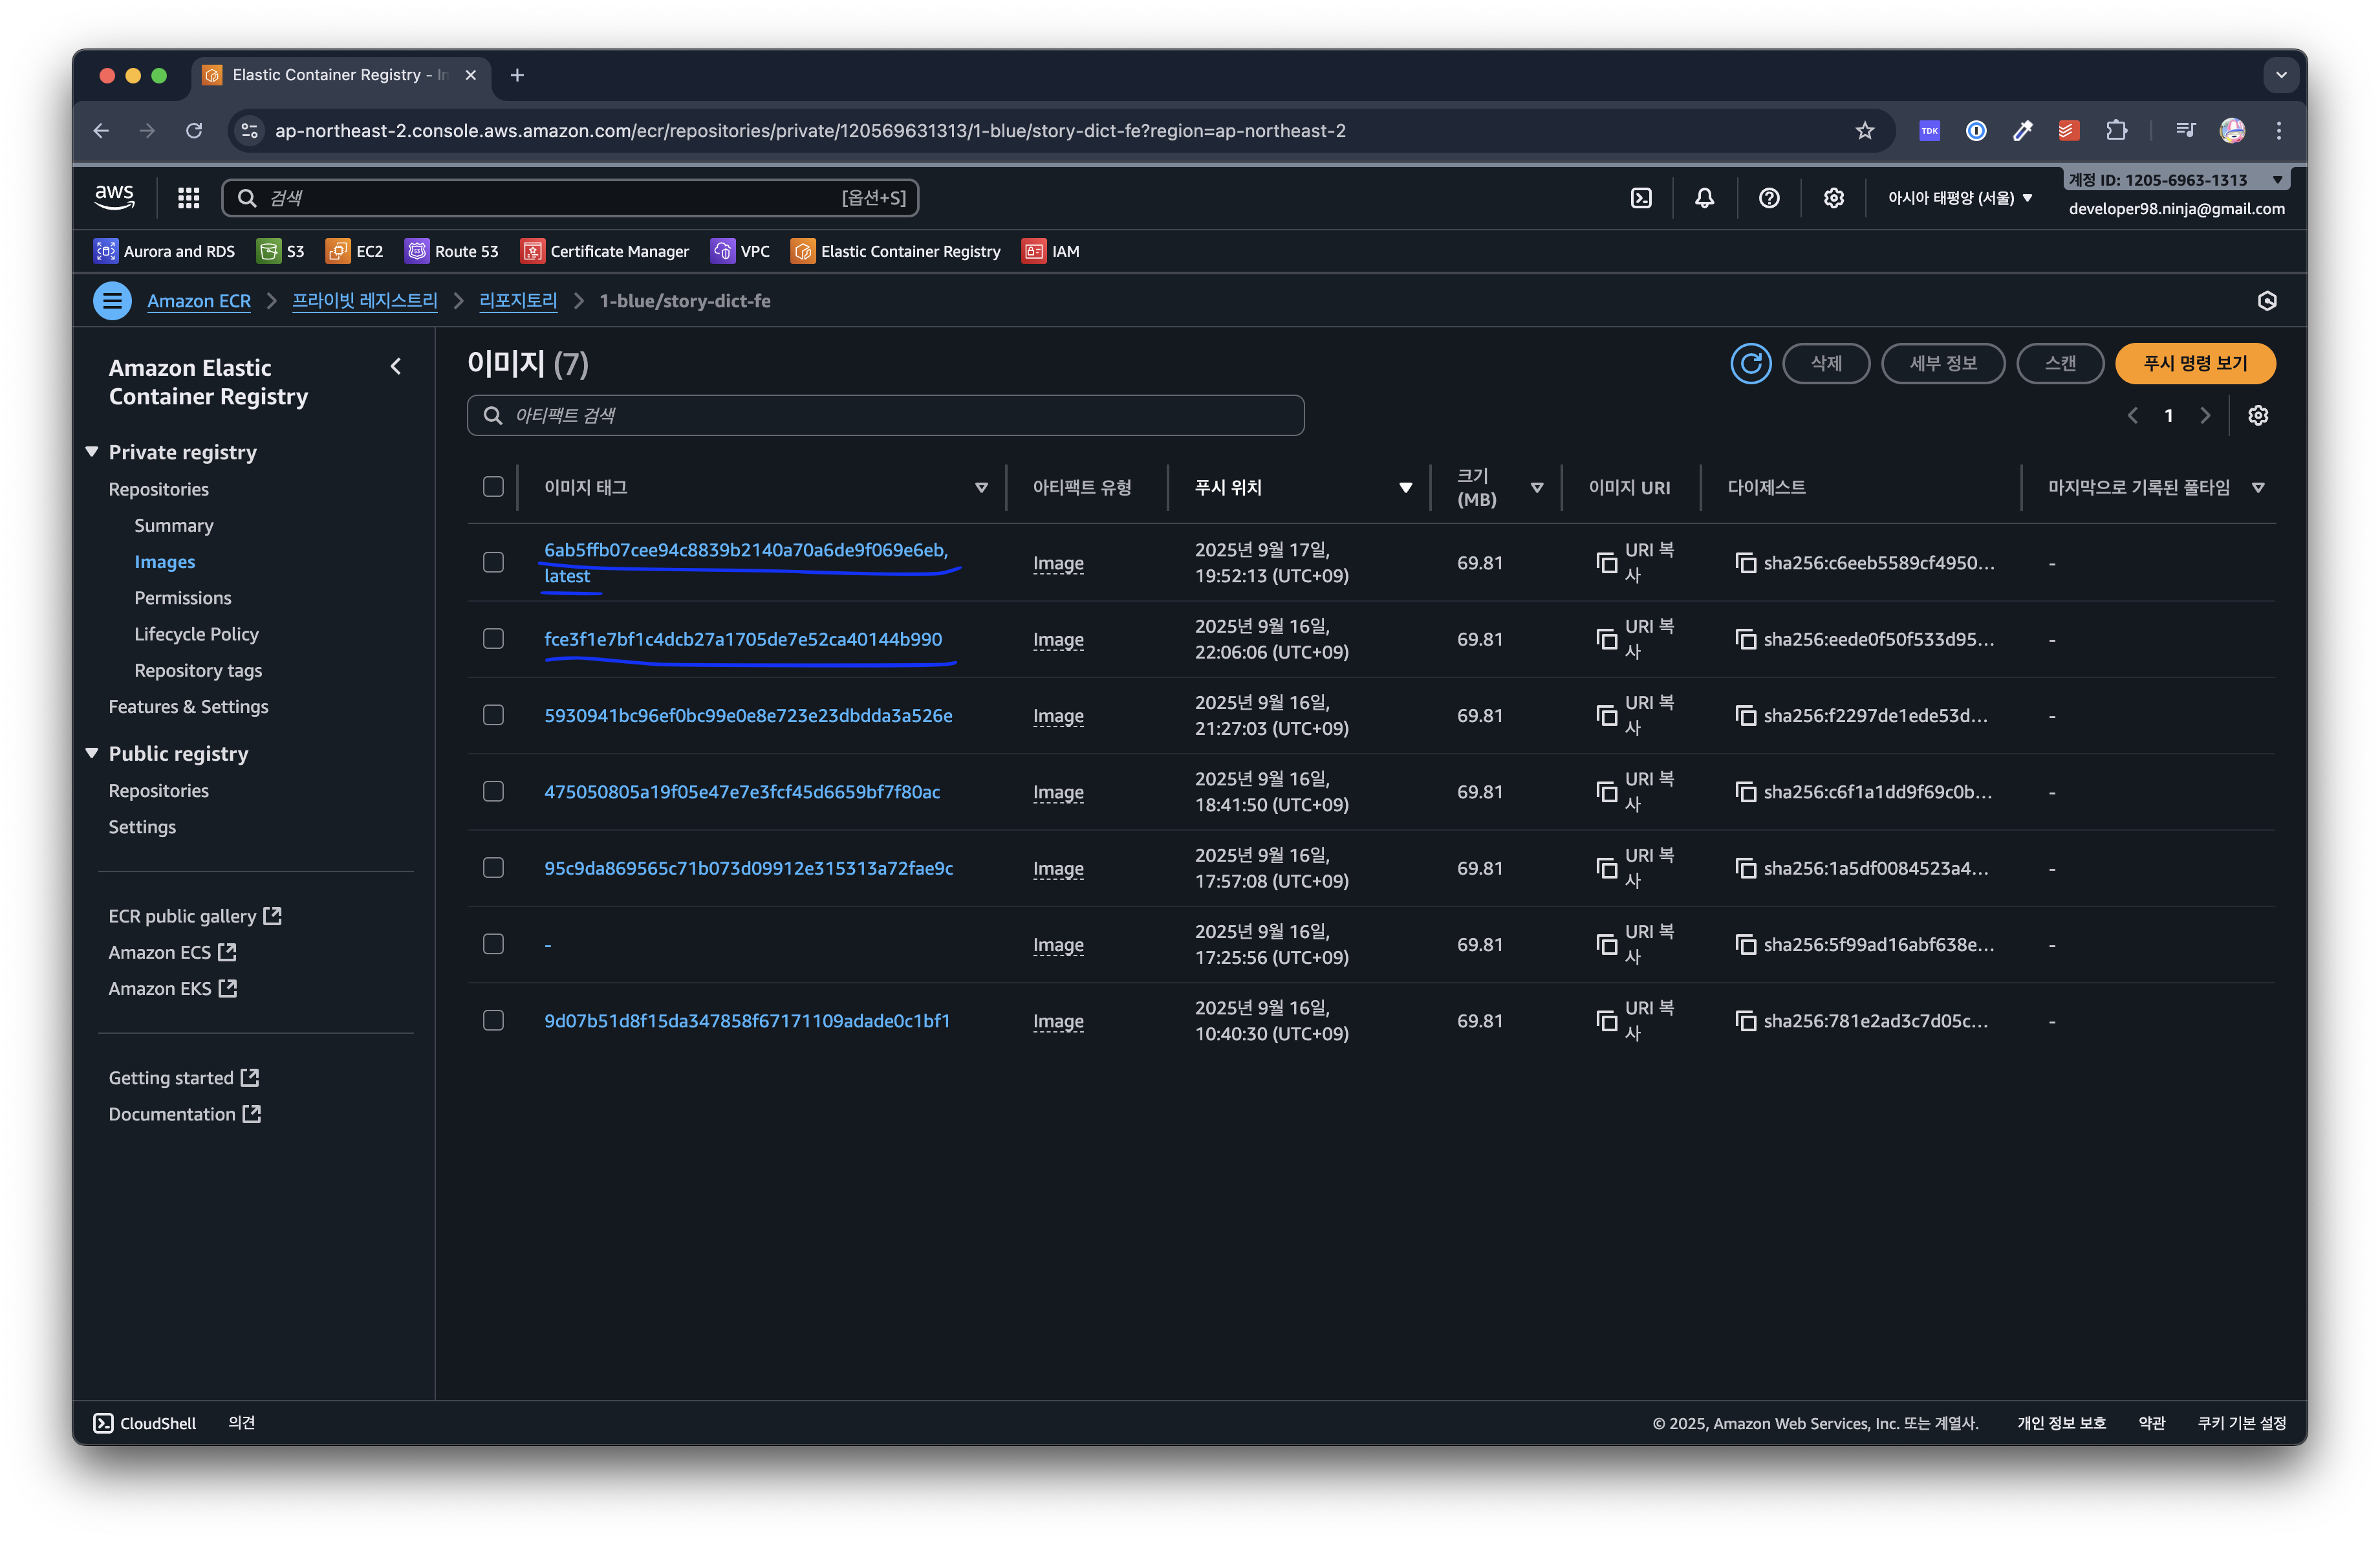 Elastic Container Registry - In
ap-northeast-2.console.aws.amazon.com/ecr/repositories/private/120569631313/1-blue/story-dict-fe?region=ap-northeast-2
TDK
aws
검색
[옵션+S]
아시아 태평양 (서울)
계정 ID: 1205-6963-1313
developer98.ninja@gmail.com
Aurora and RDS
S3
EC2
Route 53
Certificate Manager
VPC
Elastic Container Registry
IAM
Amazon ECR
프라이빗 레지스트리
리포지토리
1-blue/story-dict-fe
Amazon Elastic
Container Registry
Private registry
Repositories
Summary
Images
Permissions
Lifecycle Policy
Repository tags
Features & Settings
Public registry
Repositories
Settings
ECR public gallery
Amazon ECS
Amazon EKS
Getting started
Documentation
이미지 (7)
삭제
세부 정보
스캔
푸시 명령 보기
아티팩트 검색
1
이미지 태그
아티팩트 유형
푸시 위치
크기
(MB)
이미지 URI
다이제스트
마지막으로 기록된 풀타임
6ab5ffb07cee94c8839b2140a70a6de9f069e6eb,
latest
Image
2025년 9월 17일,
19:52:13 (UTC+09)
69.81
URI 복
사
sha256:c6eeb5589cf4950...
-
fce3f1e7bf1c4dcb27a1705de7e52ca40144b990
Image
2025년 9월 16일,
22:06:06 (UTC+09)
69.81
URI 복
사
sha256:eede0f50f533d95...
-
5930941bc96ef0bc99e0e8e723e23dbdda3a526e
Image
2025년 9월 16일,
21:27:03 (UTC+09)
69.81
URI 복
사
sha256:f2297de1ede53d...
-
475050805a19f05e47e7e3fcf45d6659bf7f80ac
Image
2025년 9월 16일,
18:41:50 (UTC+09)
69.81
URI 복
사
sha256:c6f1a1dd9f69c0b...
-
95c9da869565c71b073d09912e315313a72fae9c
Image
2025년 9월 16일,
17:57:08 (UTC+09)
69.81
URI 복
사
sha256:1a5df0084523a4...
-
-
Image
2025년 9월 16일,
17:25:56 (UTC+09)
69.81
URI 복
사
sha256:5f99ad16abf638e...
-
9d07b51d8f15da347858f67171109adade0c1bf1
Image
2025년 9월 16일,
10:40:30 (UTC+09)
69.81
URI 복
사
sha256:781e2ad3c7d05c...
-
CloudShell
의견
© 2025, Amazon Web Services, Inc. 또는 계열사.
개인 정보 보호
약관
쿠키 기본 설정